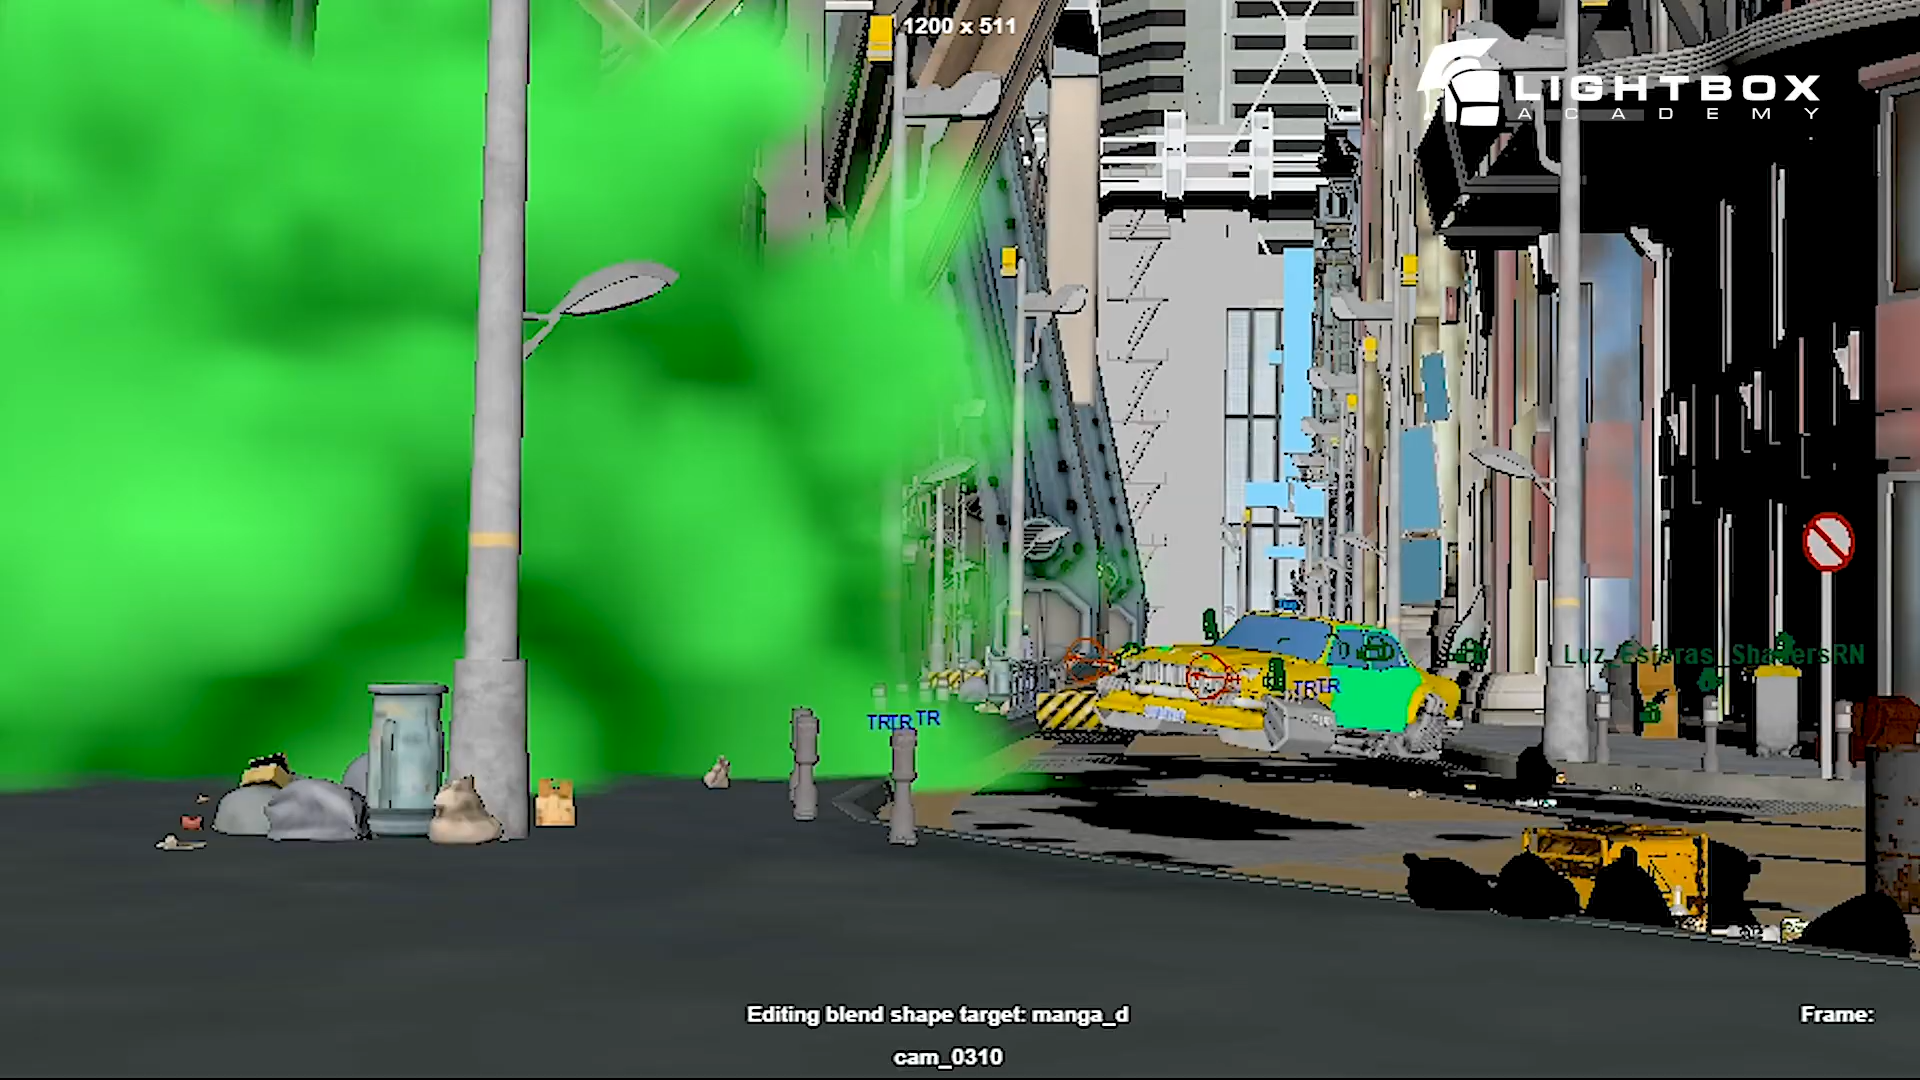 1200 x 511
LIGHTBOX
ACADEMY
Luz_Esferas_ShadersRN
TR
TR
TR
TR
TR
Editing blend shape target: manga_d
Frame:
cam_0310